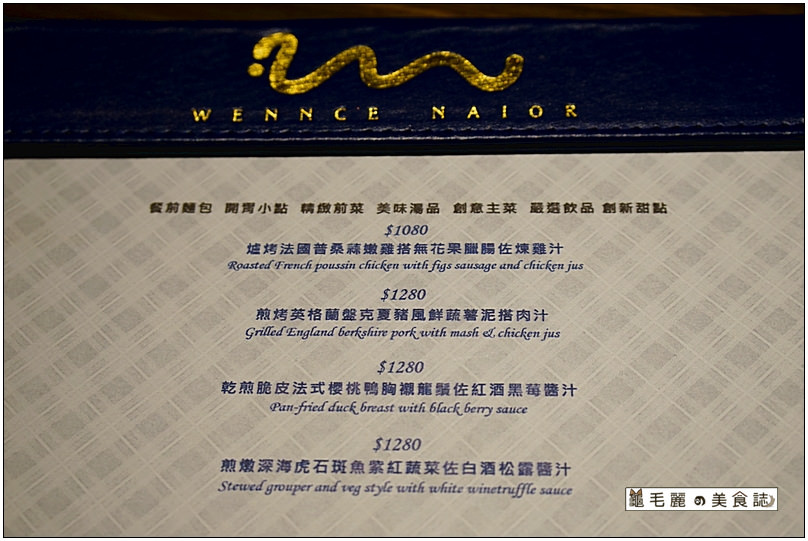 WENNCE NAIOR
餐前麵包 開胃小點 精緻前菜 美味湯品 創意主菜 嚴選飲品 創新甜點
$1080
爐烤法國普桑蒜嫩雞搭無花果臘腸佐煉雞汁
Roasted French poussin chicken with figs sausage and chicken jus
$1280
煎烤英格蘭盤克夏豬風鮮蔬薯泥搭肉汁
Grilled England berkshire pork with mash & chicken jus
$1280
乾煎脆皮法式櫻桃鴨胸襯龍鬚佐紅酒黑莓醬汁
Pan-fried duck breast with black berry sauce
$1280
煎燉深海虎石斑魚紫紅蔬菜佐白酒松露醬汁
Stewed grouper and veg style with white winetruffle sauce
龜毛麗の美食誌